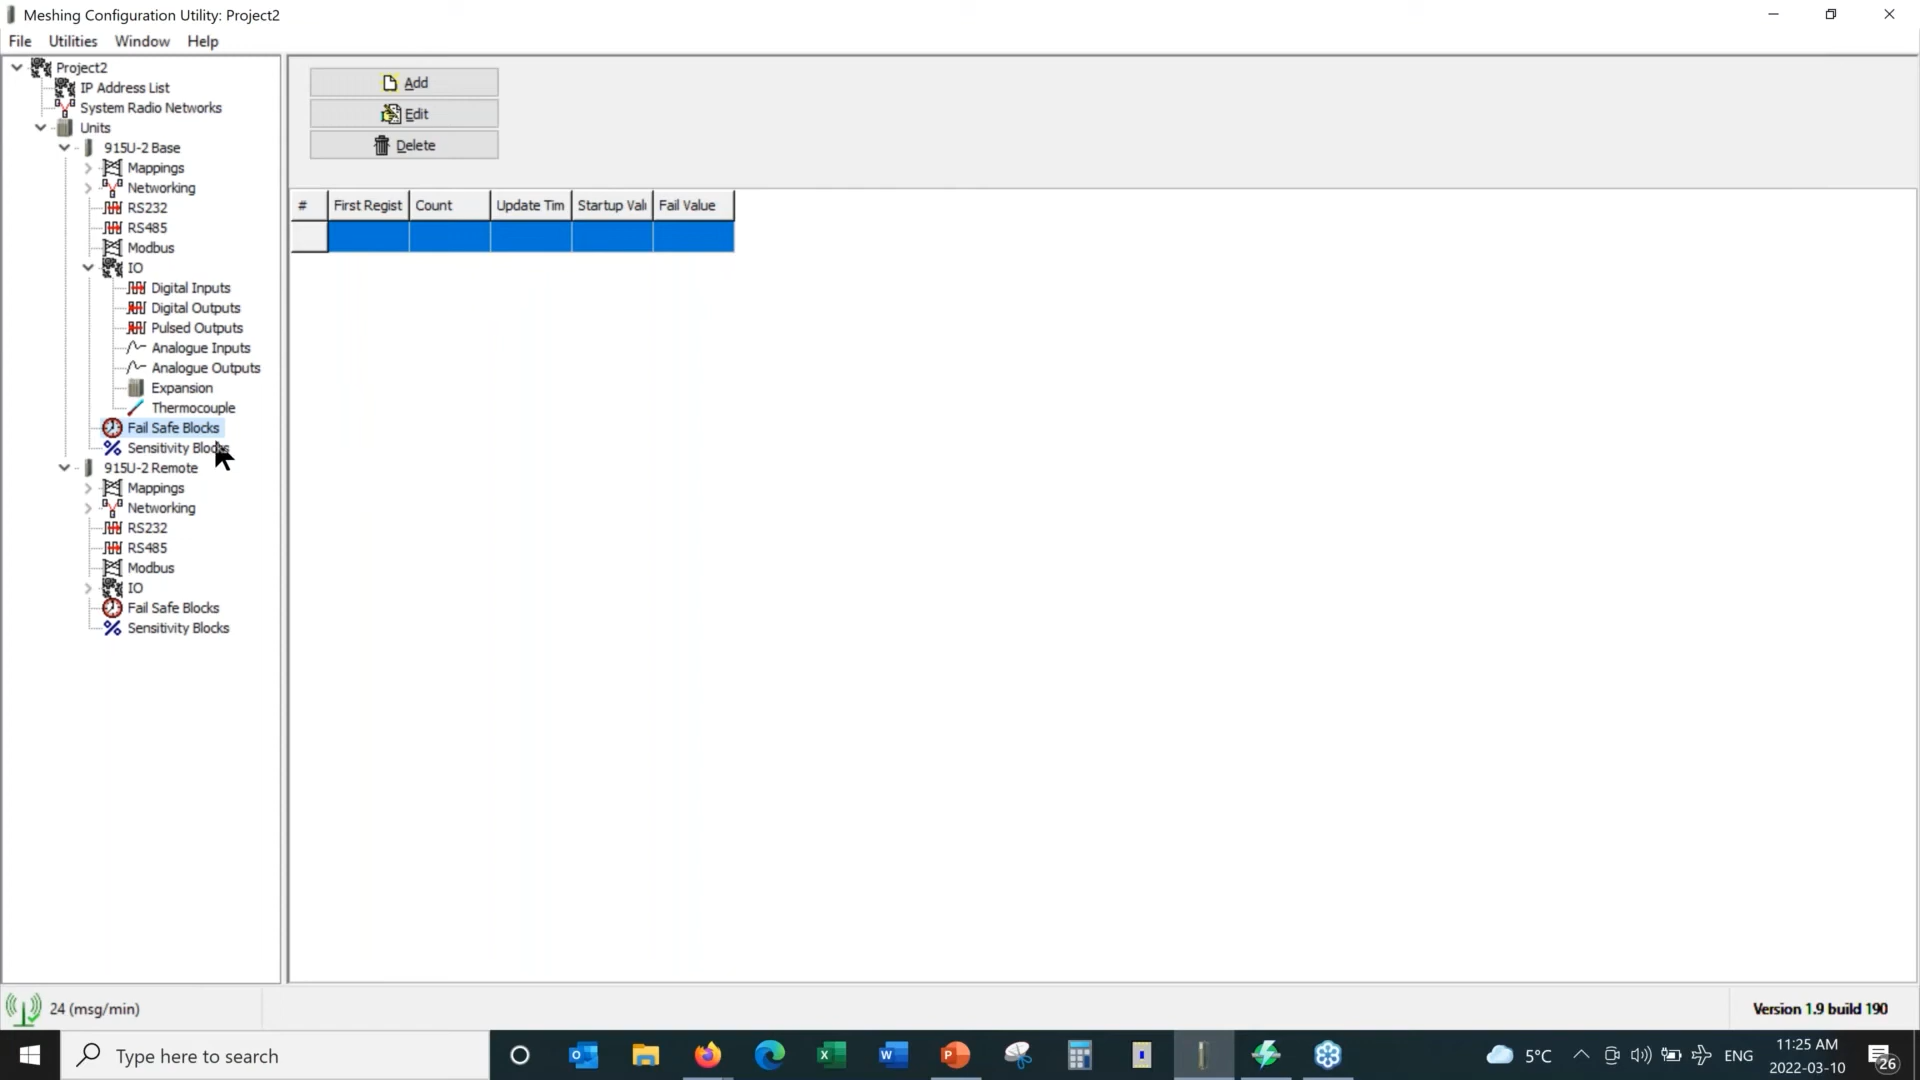 Meshing Configuration Utility: Project2
File Utilities Window Help
Project2
IP Address List
System Radio Networks
Units
915U-2 Base
Mappings
Networking
RS232
RS485
Modbus
IO
Digital Inputs
Digital Outputs
Pulsed Outputs
Analogue Inputs
Analogue Outputs
Expansion
Thermocouple
Fail Safe Blocks
Sensitivity Blocks
915U-2 Remote
Mappings
Networking
RS232
RS485
Modbus
IO
Fail Safe Blocks
Sensitivity Blocks
Add
Edit
Delete
# First Regist Count Update Tim Startup Val Fail Value
24 (msg/min)
Version 1.9 build 190
Type here to search
5°C ENG 11:25 AM
2022-03-10
26